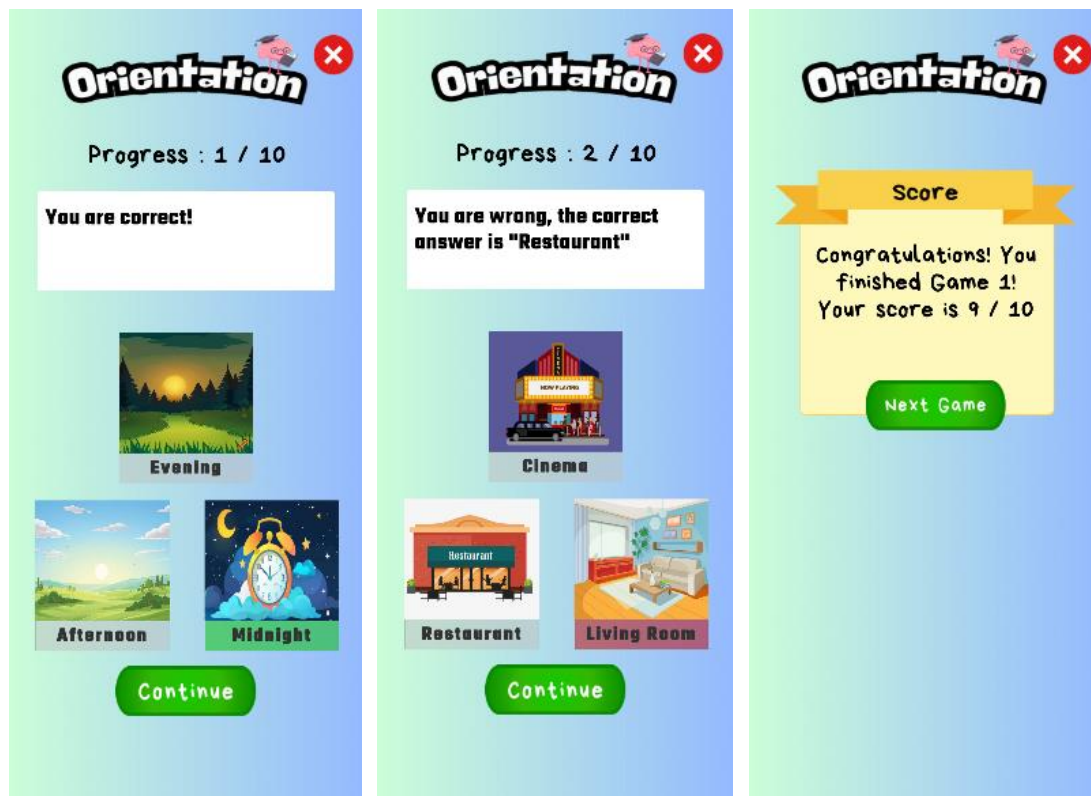 Orientation
Progress : 1 / 10
You are correct!
Evening
Afternoon
Midnight
Continue
Orientation
Progress : 2 / 10
You are wrong, the correct
answer is "Restaurant"
NOW PLAYING
Cinema
Restaurant
Restaurant
Living Room
Continue
Orientation
Score
Congratulations! You
finished Game 1!
Your score is 9 / 10
Next Game